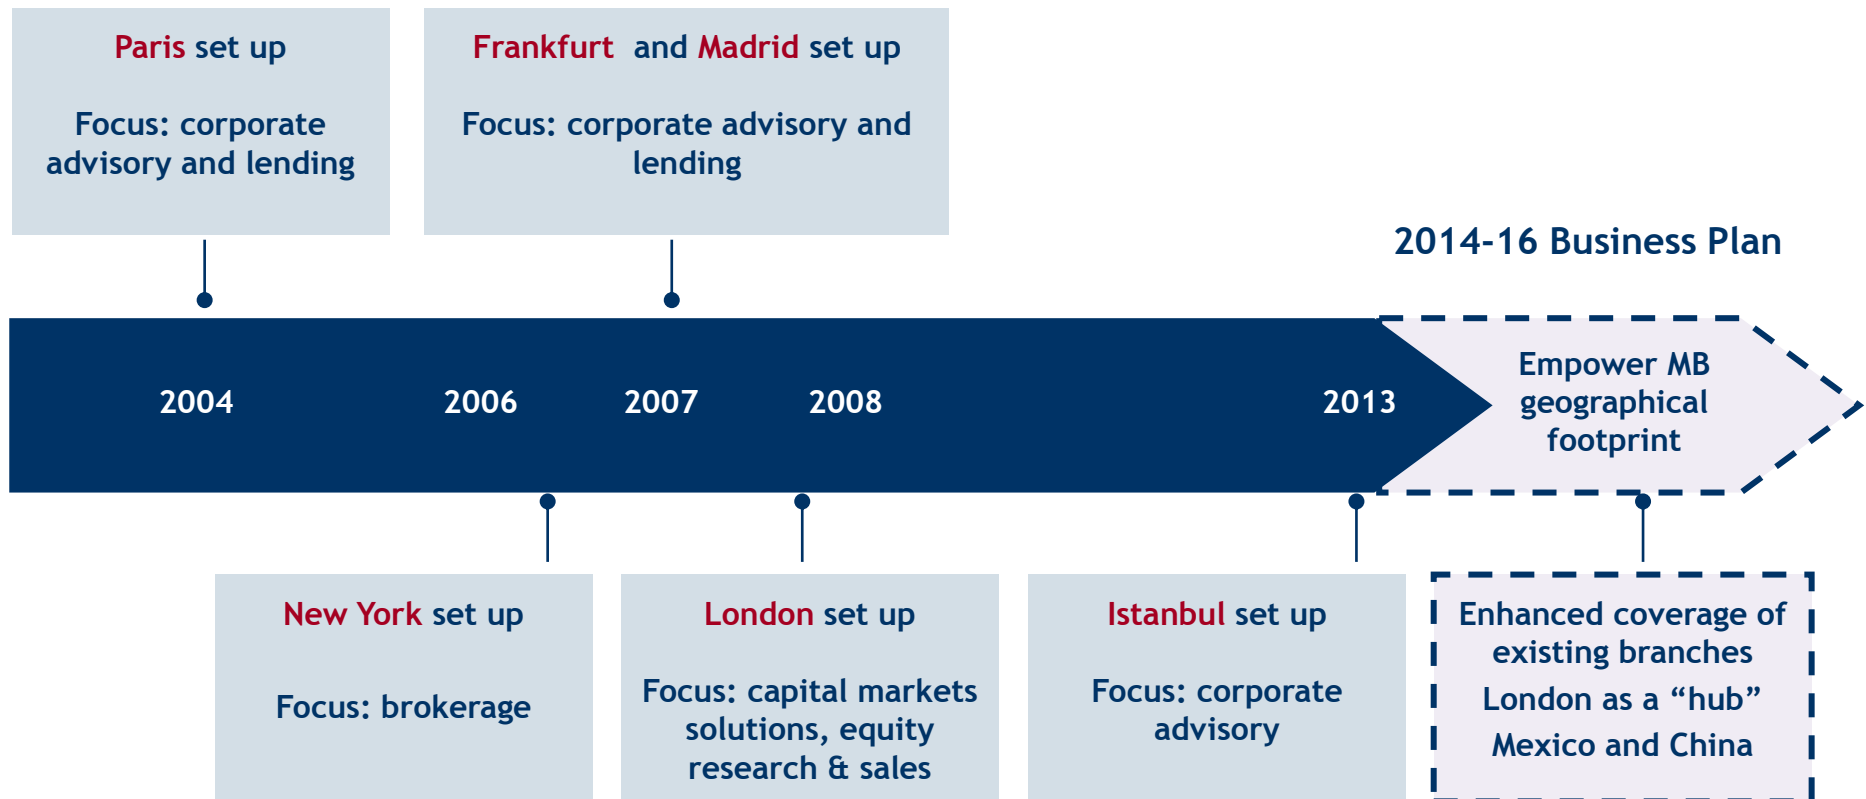 Paris set up
Focus: corporate
advisory and lending
Frankfurt and Madrid set up
Focus: corporate advisory and
lending
2014-16 Business Plan
2004
2006
2007
2008
2013
Empower MB
geographical
footprint
New York set up
Focus: brokerage
London set up
Focus: capital markets
solutions, equity
research & sales
Istanbul set up
Focus: corporate
advisory
Enhanced coverage of
existing branches
London as a “hub”
Mexico and China